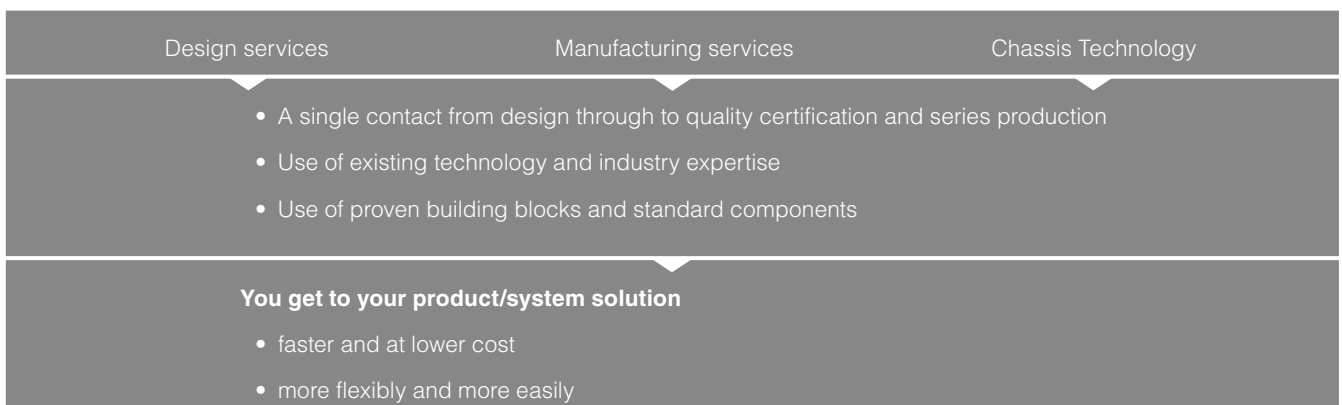 Design services Manufacturing services Chassis Technology
• A single contact from design through to quality certification and series production
• Use of existing technology and industry expertise
• Use of proven building blocks and standard components
You get to your product/system solution
• faster and at lower cost
• more flexibly and more easily